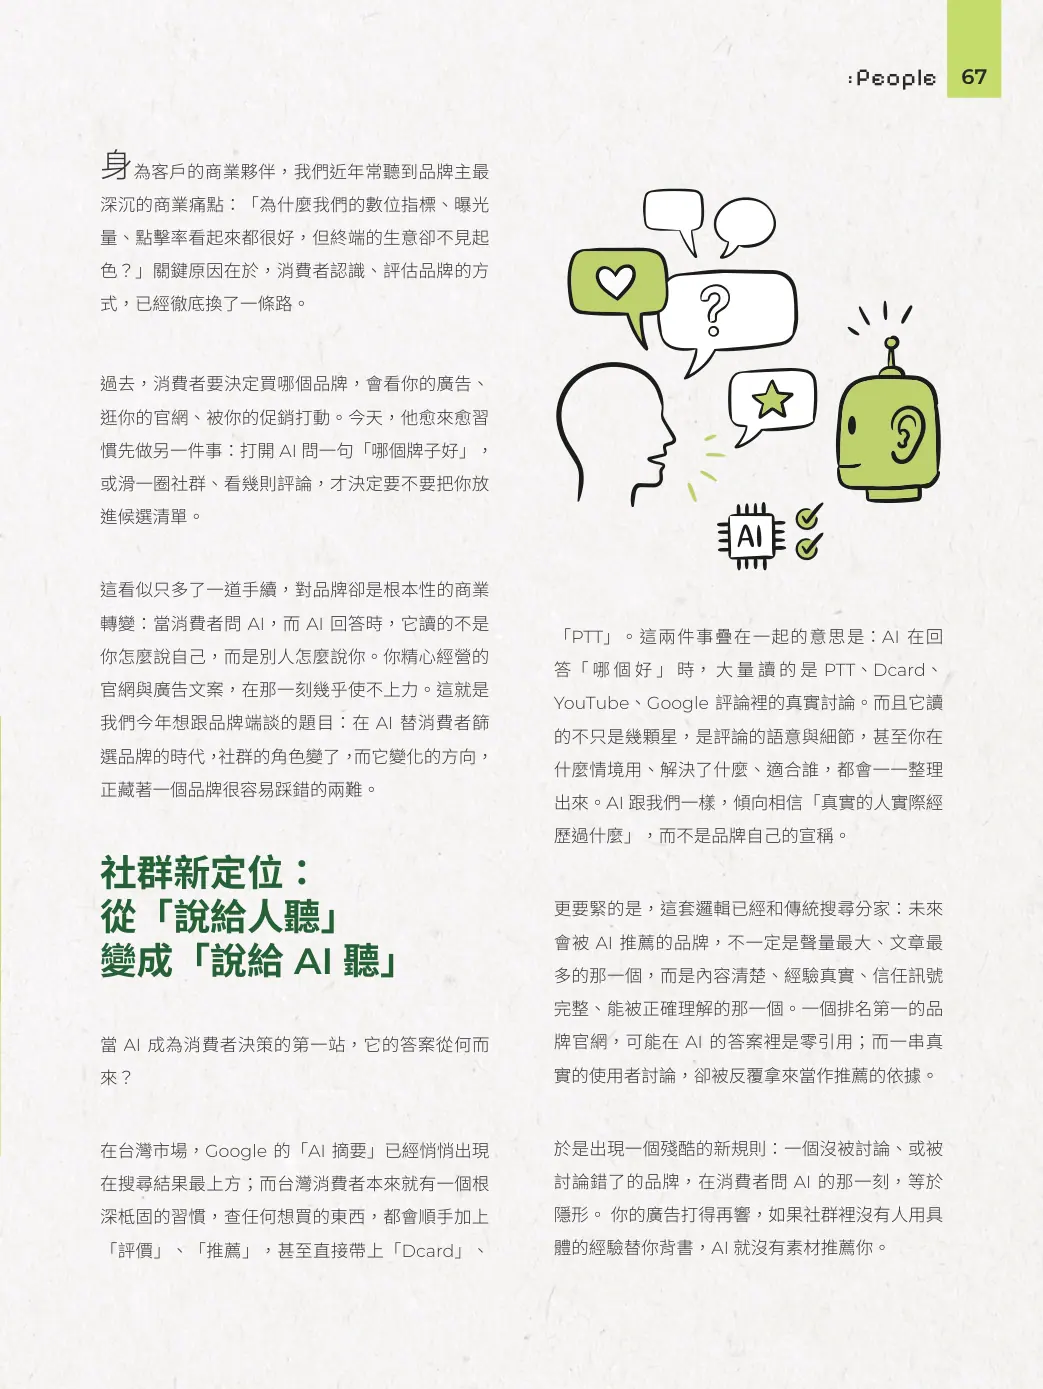 :People 67
身為客戶的商業夥伴，我們近年常聽到品牌主最
深沉的商業痛點：「為什麼我們的數位指標、曝光
量、點擊率看起來都很好，但終端的生意卻不見起
色？」關鍵原因在於，消費者認識、評估品牌的方
式，已經徹底換了一條路。
過去，消費者要決定買哪個品牌，會看你的廣告、
逛你的官網、被你的促銷打動。今天，他愈來愈習
慣先做另一件事：打開 AI 問一句「哪個牌子好」，
或滑一圈社群、看幾則評論，才決定要不要把你放
進候選清單。
這看似只多了一道手續，對品牌卻是根本性的商業
轉變：當消費者問 AI，而 AI 回答時，它讀的不是
你怎麼說自己，而是別人怎麼說你。你精心經營的
官網與廣告文案，在那一刻幾乎使不上力。這就是
我們今年想跟品牌端談的題目：在 AI 替消費者篩
選品牌的時代，社群的角色變了，而它變化的方向，
正藏著一個品牌很容易踩錯的兩難。
社群新定位：
從「說給人聽」
變成「說給 AI 聽」
當 AI 成為消費者決策的第一站，它的答案從何而
來？
在台灣市場，Google 的「AI 摘要」已經悄悄出現
在搜尋結果最上方；而台灣消費者本來就有一個根
深柢固的習慣，查任何想買的東西，都會順手加上
「評價」、「推薦」，甚至直接帶上「Dcard」、
AI
「PTT」。這兩件事疊在一起的意思是：AI 在回
答「哪個好」時，大量讀的是 PTT、Dcard、
YouTube、Google 評論裡的真實討論。而且它讀
的不只是幾顆星，是評論的語意與細節，甚至你在
什麼情境用、解決了什麼、適合誰，都會一一整理
出來。AI 跟我們一樣，傾向相信「真實的人實際經
歷過什麼」，而不是品牌自己的宣稱。
更要緊的是，這套邏輯已經和傳統搜尋分家：未來
會被 AI 推薦的品牌，不一定是聲量最大、文章最
多的那一個，而是內容清楚、經驗真實、信任訊號
完整、能被正確理解的那一個。一個排名第一的品
牌官網，可能在 AI 的答案裡是零引用；而一串真
實的使用者討論，卻被反覆拿來當作推薦的依據。
於是出現一個殘酷的新規則：一個沒被討論、或被
討論錯了的品牌，在消費者問 AI 的那一刻，等於
隱形。 你的廣告打得再響，如果社群裡沒有人用具
體的經驗替你背書，AI 就沒有素材推薦你。